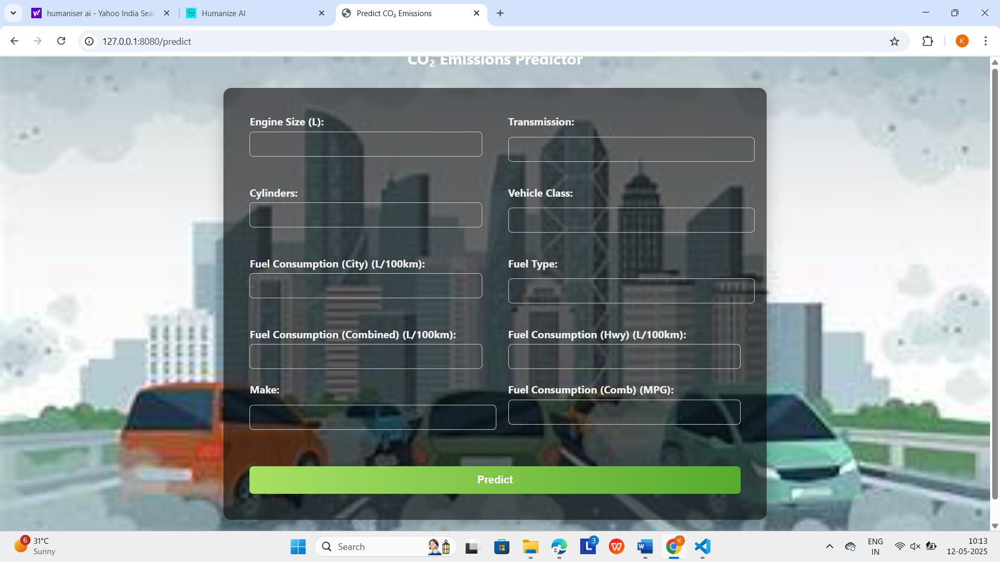 humaniser ai - Yahoo India Sear
Humanize AI
Predict CO₂ Emissions
127.0.0.1:8080/predict
K
CO₂ Emissions Predictor
Engine Size (L):
Transmission:
Cylinders:
Vehicle Class:
Fuel Consumption (City) (L/100km):
Fuel Type:
Fuel Consumption (Combined) (L/100km):
Fuel Consumption (Hwy) (L/100km):
Make:
Fuel Consumption (Comb) (MPG):
Predict
6
31°C
Sunny
Search
3
K
ENG
IN
10:13
12-05-2025